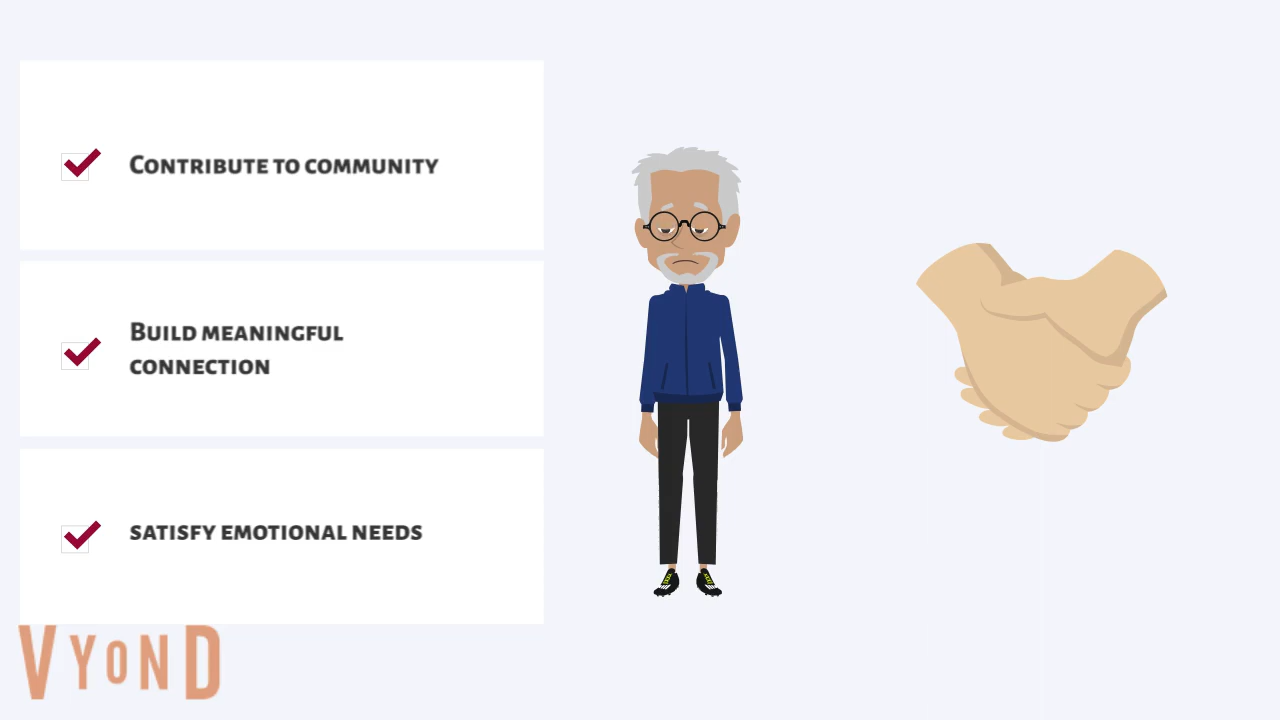 Contribute to community
Build meaningful
connection
satisfy emotional needs
VYOND